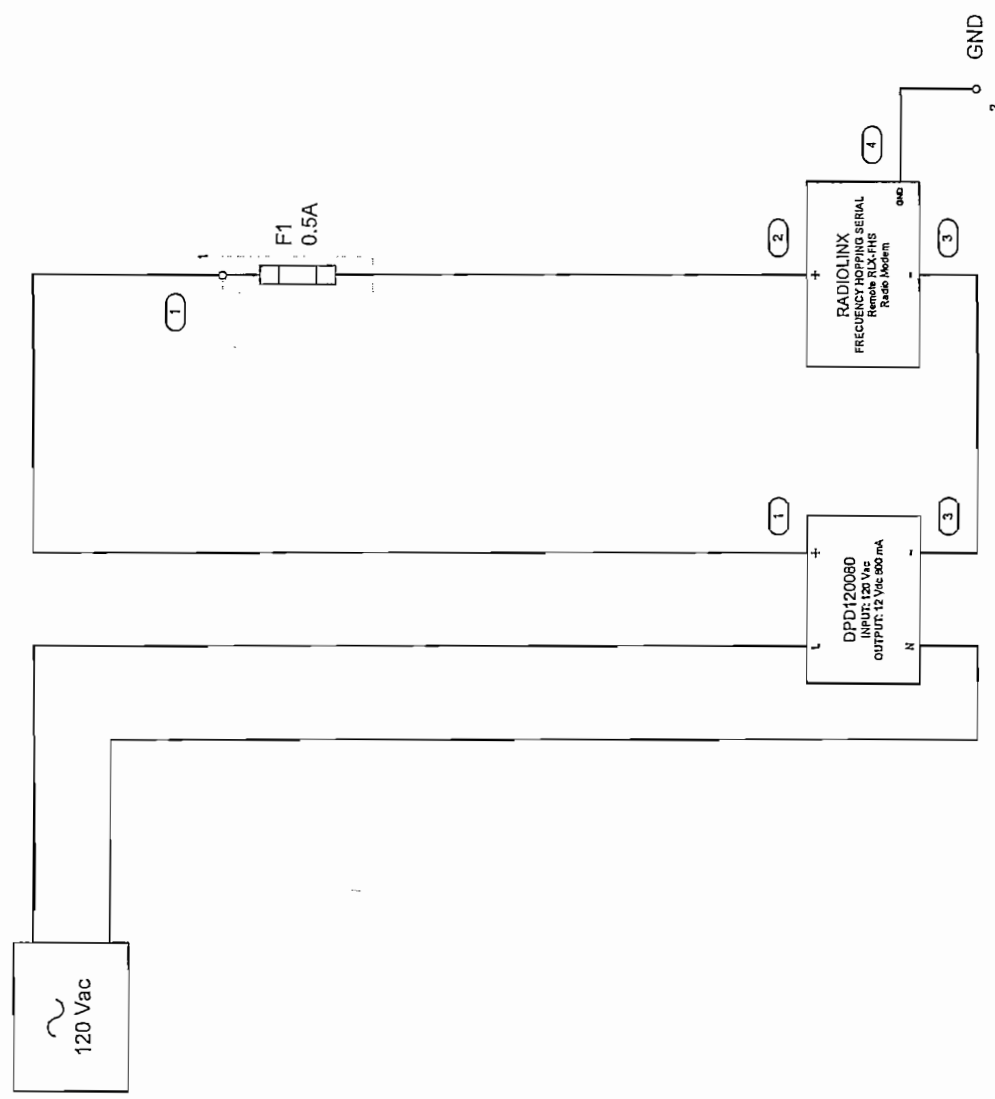 120 Vac
1
1
F1
0.5A
1
2
L
+
+
DPD120080
INPUT: 120 Vac
OUTPUT: 12 Vdc 800 mA
RADIOLINX
FRECUENCY HOPPING SERIAL
Remote RLX-FHS
Radio Modem
4
GND
N
-
-
3
3
GND